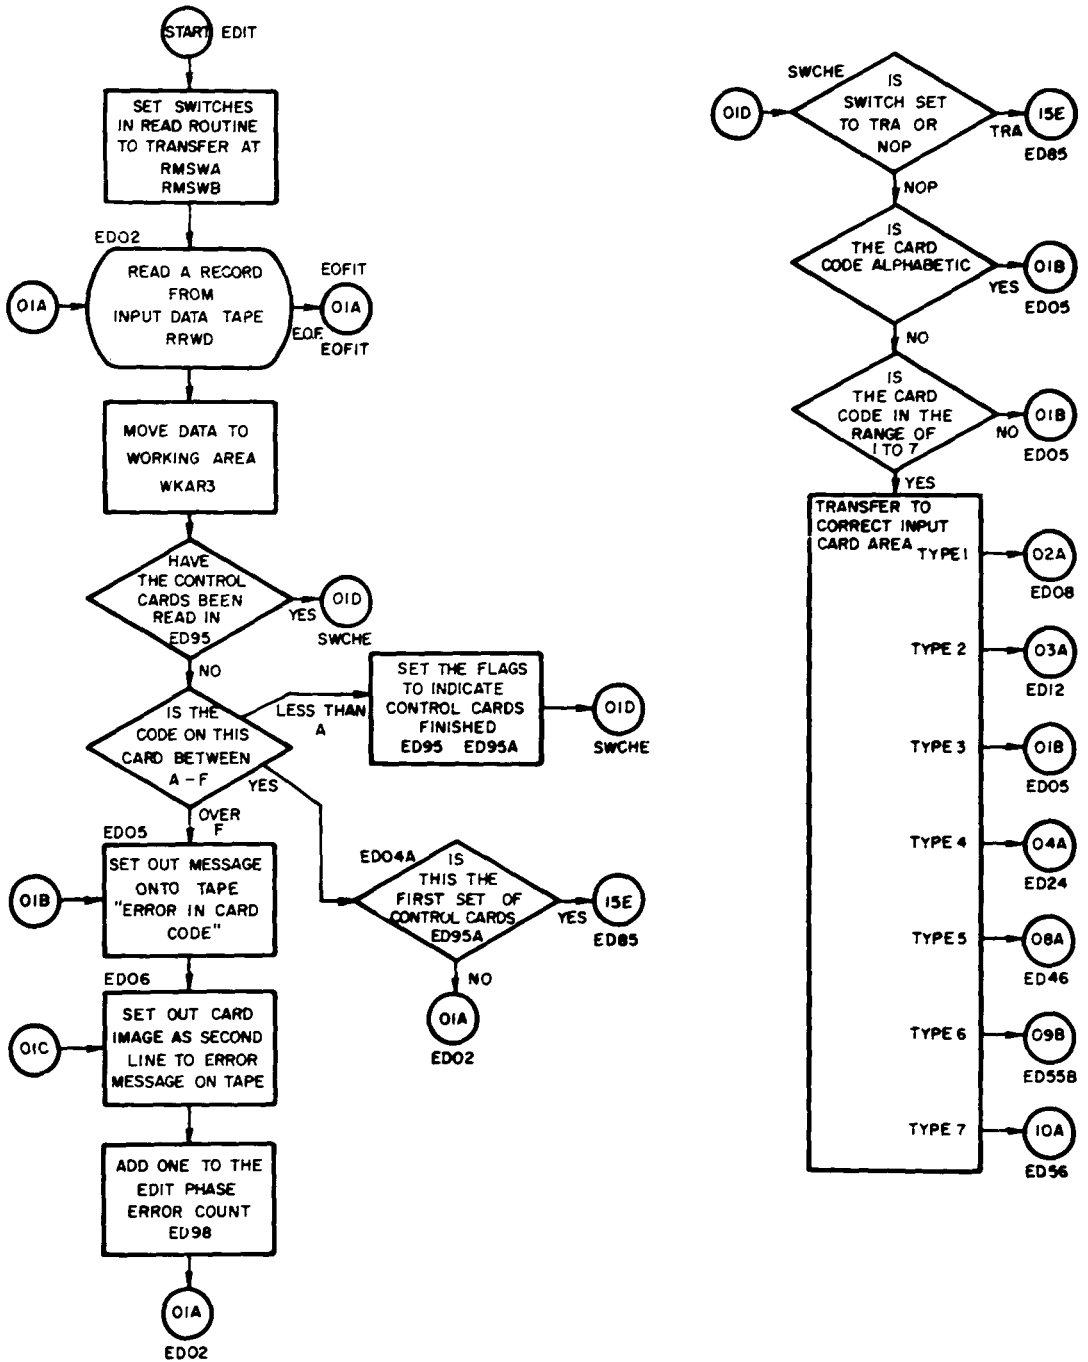 START EDIT
SET SWITCHES
IN READ ROUTINE
TO TRANSFER AT
RMSWA
RMSWB
ED02
READ A RECORD
FROM
INPUT DATA TAPE
RRWD
01A
EOFIT
01A
E.O.F.
EOFIT
MOVE DATA TO
WORKING AREA
WKAR3
HAVE
THE CONTROL
CARDS BEEN
READ IN
ED95
YES
01D
SWCHE
NO
IS THE
CODE ON THIS
CARD BETWEEN
A - F
LESS THAN
A
SET THE FLAGS
TO INDICATE
CONTROL CARDS
FINISHED
ED95 ED95A
01D
SWCHE
YES
OVER
F
ED05
SET OUT MESSAGE
ONTO TAPE
"ERROR IN CARD
CODE"
01B
ED04A
IS
THIS THE
FIRST SET OF
CONTROL CARDS
ED95A
YES
15E
ED85
NO
01A
ED02
ED06
SET OUT CARD
IMAGE AS SECOND
LINE TO ERROR
MESSAGE ON TAPE
01C
ADD ONE TO THE
EDIT PHASE
ERROR COUNT
ED98
01A
ED02
SWCHE
01D
IS
SWITCH SET
TO TRA OR
NOP
TRA
15E
ED85
NOP
IS
THE CARD
CODE ALPHABETIC
YES
01B
ED05
NO
IS
THE CARD
CODE IN THE
RANGE OF
1 TO 7
NO
01B
ED05
YES
TRANSFER TO
CORRECT INPUT
CARD AREA
TYPE 1
02A
ED08
TYPE 2
03A
ED12
TYPE 3
01B
ED05
TYPE 4
04A
ED24
TYPE 5
08A
ED46
TYPE 6
09B
ED55B
TYPE 7
10A
ED56